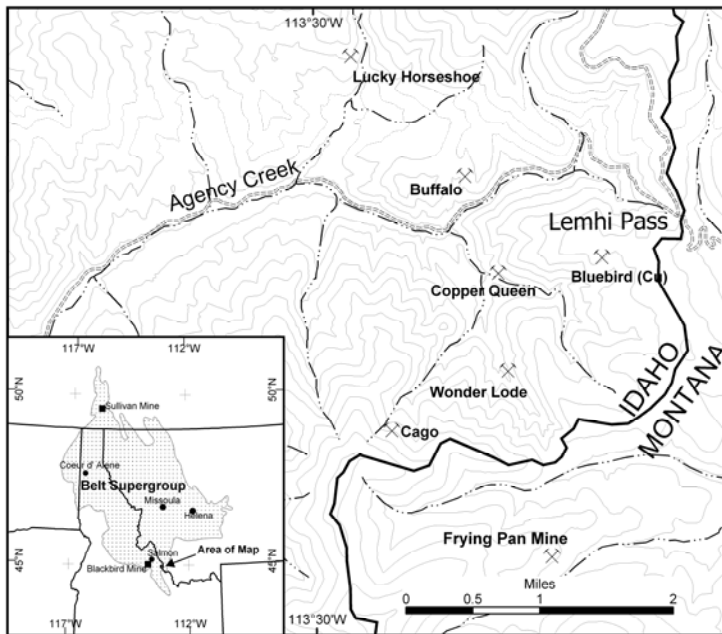 113°30'W
Lucky Horseshoe
Agency Creek
Buffalo
Lemhi Pass
Copper Queen
Bluebird (Cu)
Wonder Lode
Cago
IDAHO
MONTANA
Frying Pan Mine
Miles
0 0.5 1 2
113°30'W
117°W 112°W
50°N 50°N
Sullivan Mine
Coeur d' Alene
Belt Supergroup
Missoula
Helena
Salmon
Area of Map
Blackbird Mine
45°N 45°N
117°W 112°W